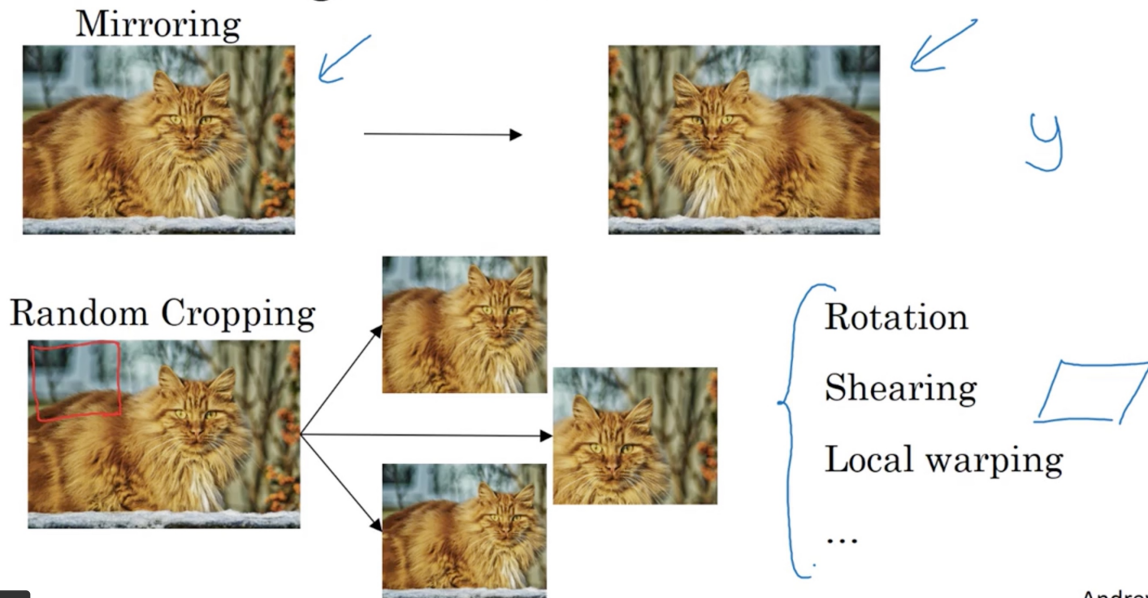 Mirroring
y
Random Cropping
Rotation
Shearing
Local warping
...